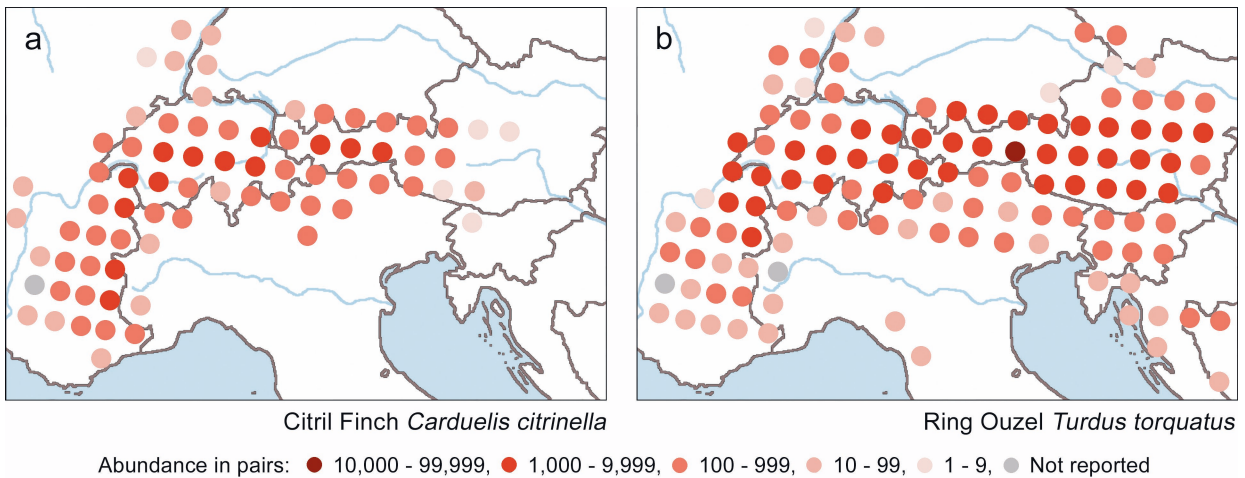 a
b
Citril Finch Carduelis citrinella
Ring Ouzel Turdus torquatus
Abundance in pairs: 10,000 - 99,999, 1,000 - 9,999, 100 - 999, 10 - 99, 1 - 9, Not reported